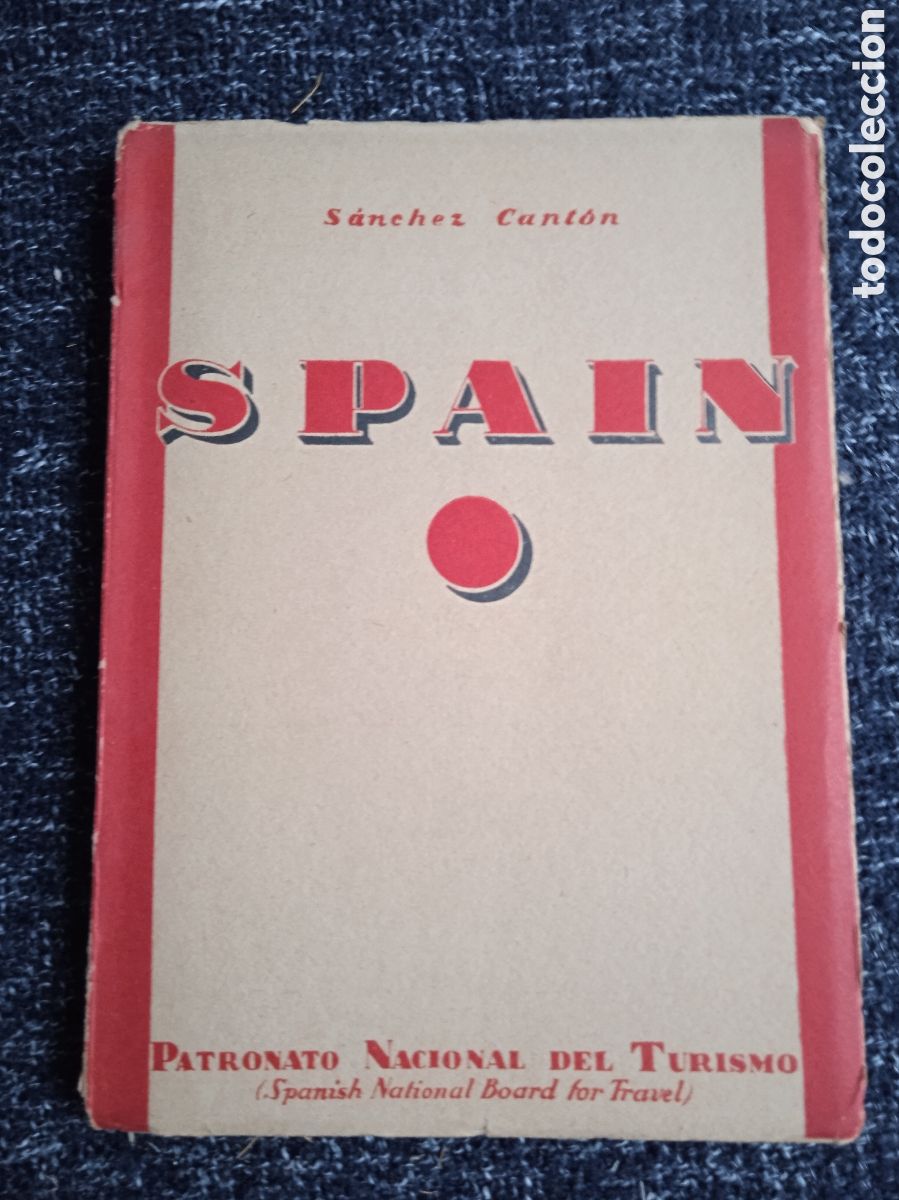 Sánchez Cantón
SPAIN
PATRONATO NACIONAL DEL TURISMO
(Spanish National Board for Travel)
todocoleccion